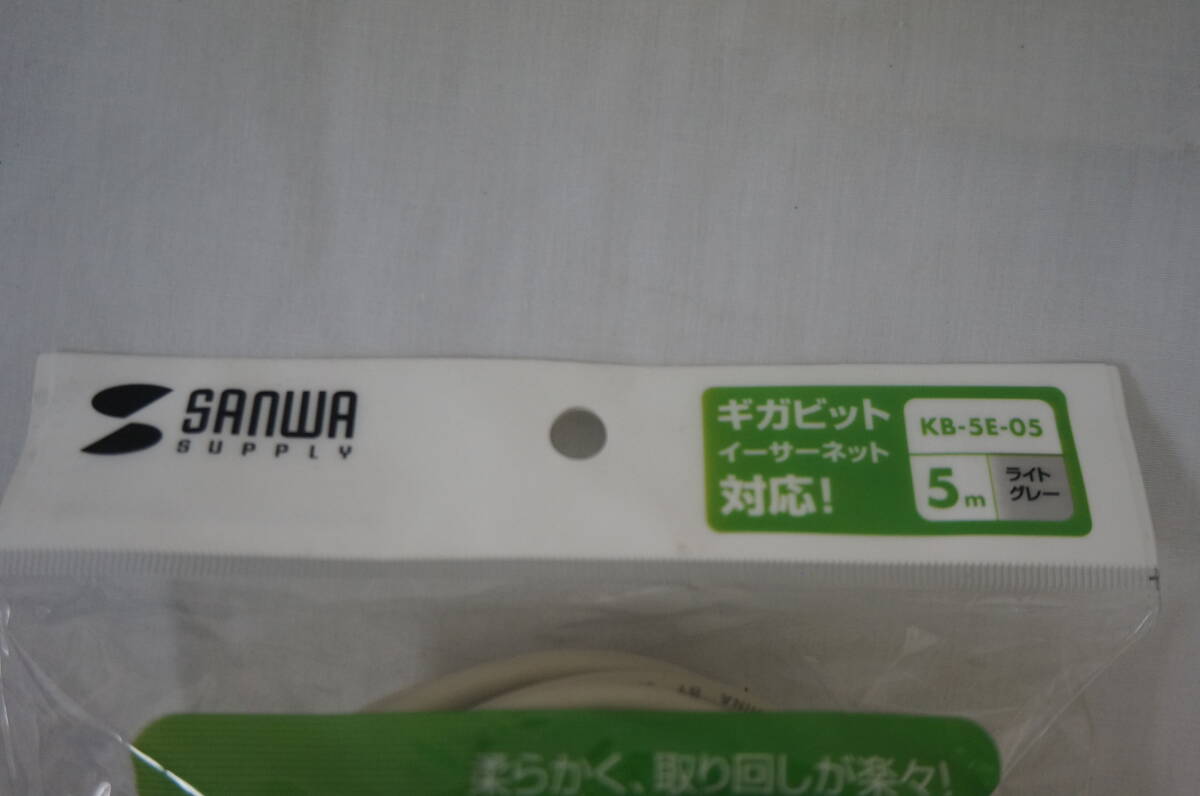 SANWA
SUPPLY
ギガビット
イーサーネット
対応!
KB-5E-05
5m
ライト
グレー
柔らかく、取り回しが楽々!